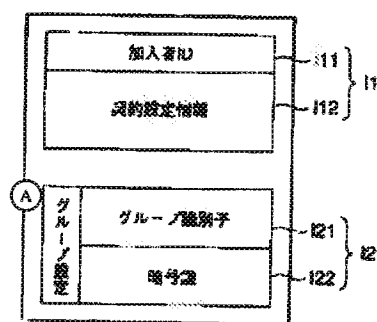 加入者ID
I11
I1
契約設定情報
I12
A
グループ設定
グループ識別子
I21
I2
暗号鍵
I22